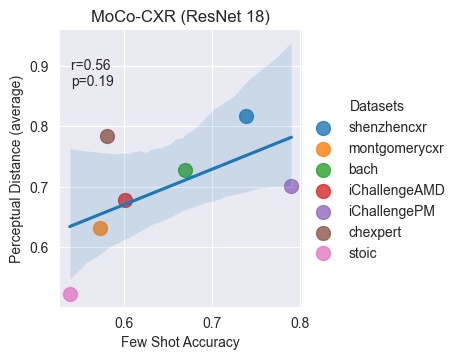 MoCo-CXR (ResNet 18)
r=0.56
p=0.19
0.9
0.8
0.7
0.6
Perceptual Distance (average)
0.6
0.7
0.8
Few Shot Accuracy
Datasets
shenzhencxr
montgomerycxr
bach
iChallengeAMD
iChallengePM
chexpert
stoic